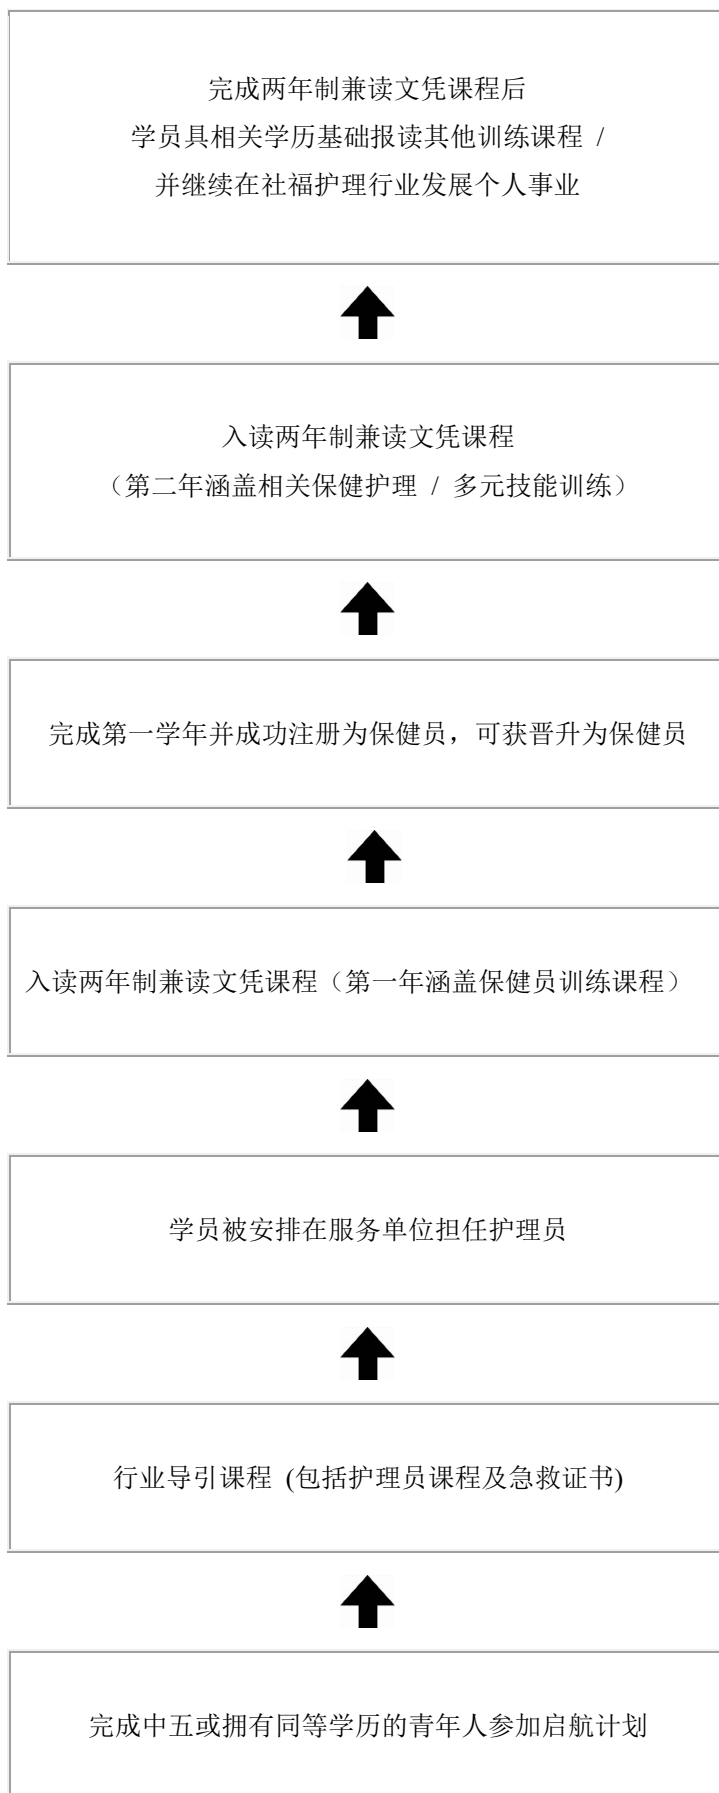 完成两年制兼读文凭课程后
学员具相关学历基础报读其他训练课程 /
并继续在社福护理行业发展个人事业
入读两年制兼读文凭课程
（第二年涵盖相关保健护理 / 多元技能训练）
完成第一学年并成功注册为保健员，可获晋升为保健员
入读两年制兼读文凭课程（第一年涵盖保健员训练课程）
学员被安排在服务单位担任护理员
行业导引课程 (包括护理员课程及急救证书)
完成中五或拥有同等学历的青年人参加启航计划